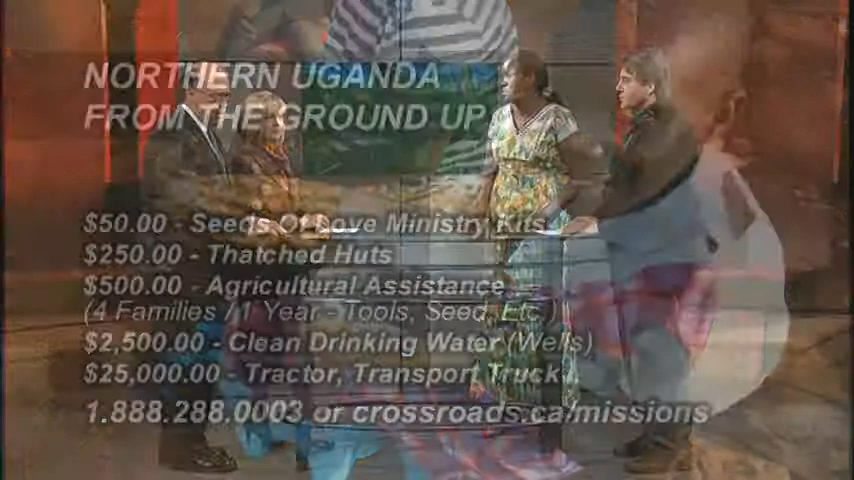 NORTHERN UGANDA
FROM THE GROUND UP
$50.00 - Seeds Of Love Ministry Kits
$250.00 - Thatched Huts
$500.00 - Agricultural Assistance
(4 Families / 1 Year - Tools, Seed, Etc.)
$2,500.00 - Clean Drinking Water (Wells)
$25,000.00 - Tractor, Transport Truck
1.888.288.0003 or crossroads.ca/missions